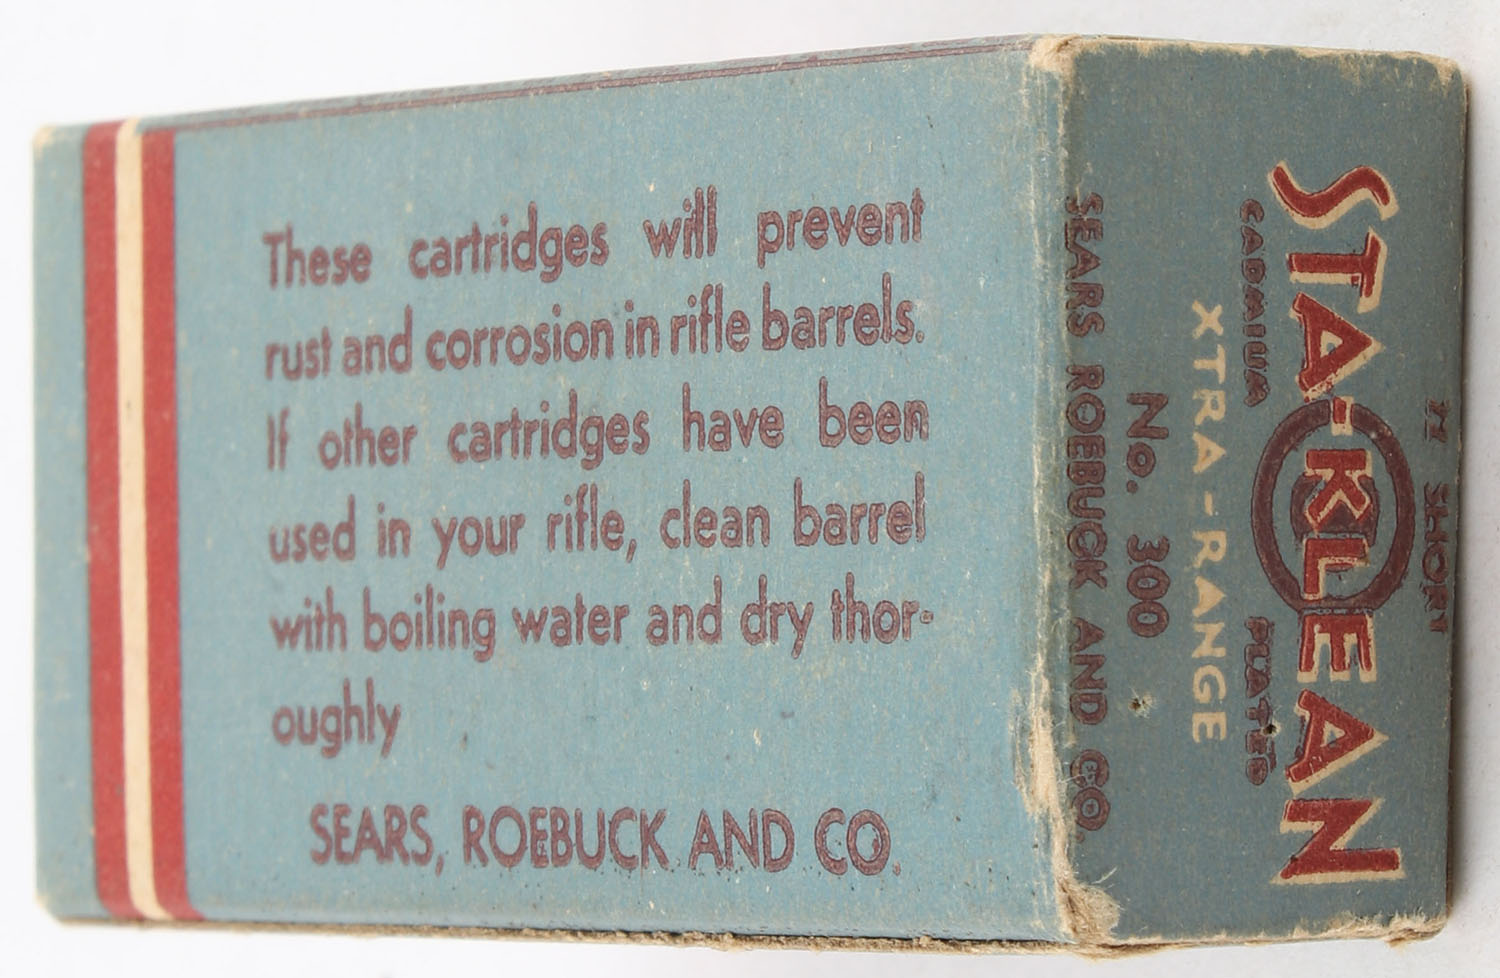 These cartridges will prevent
rust and corrosion in rifle barrels.
If other cartridges have been
used in your rifle, clean barrel
with boiling water and dry thor-
oughly
SEARS, ROEBUCK AND CO.
SHORT
STA-KLEAN
CADMIUM PLATED
XTRA-RANGE
No. 300
SEARS ROEBUCK AND CO.